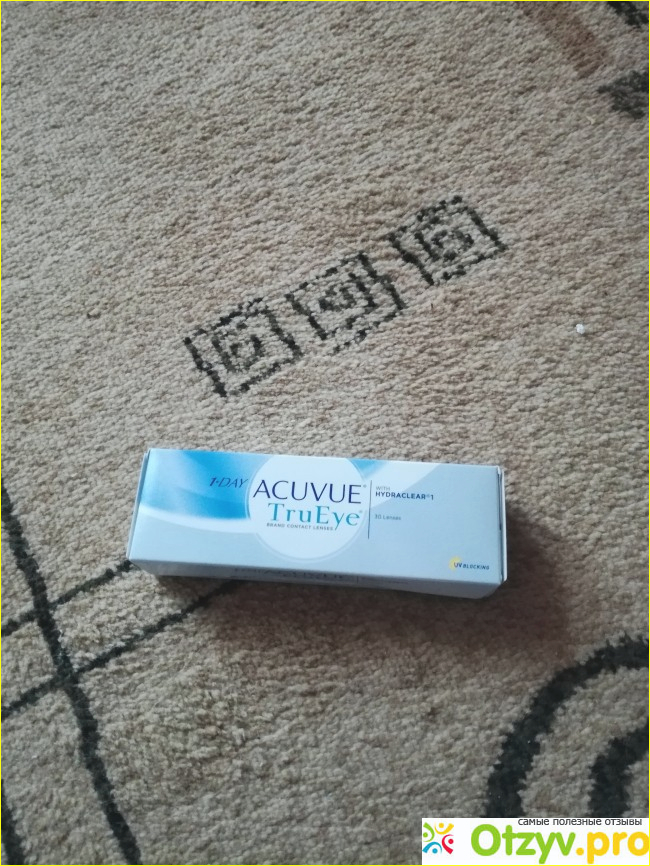 1-DAY
ACUVUE®
TruEye®
BRAND CONTACT LENSES
WITH
HYDRACLEAR®1
30 Lenses
UV BLOCKING
самые полезные отзывы
Otzyv.pro